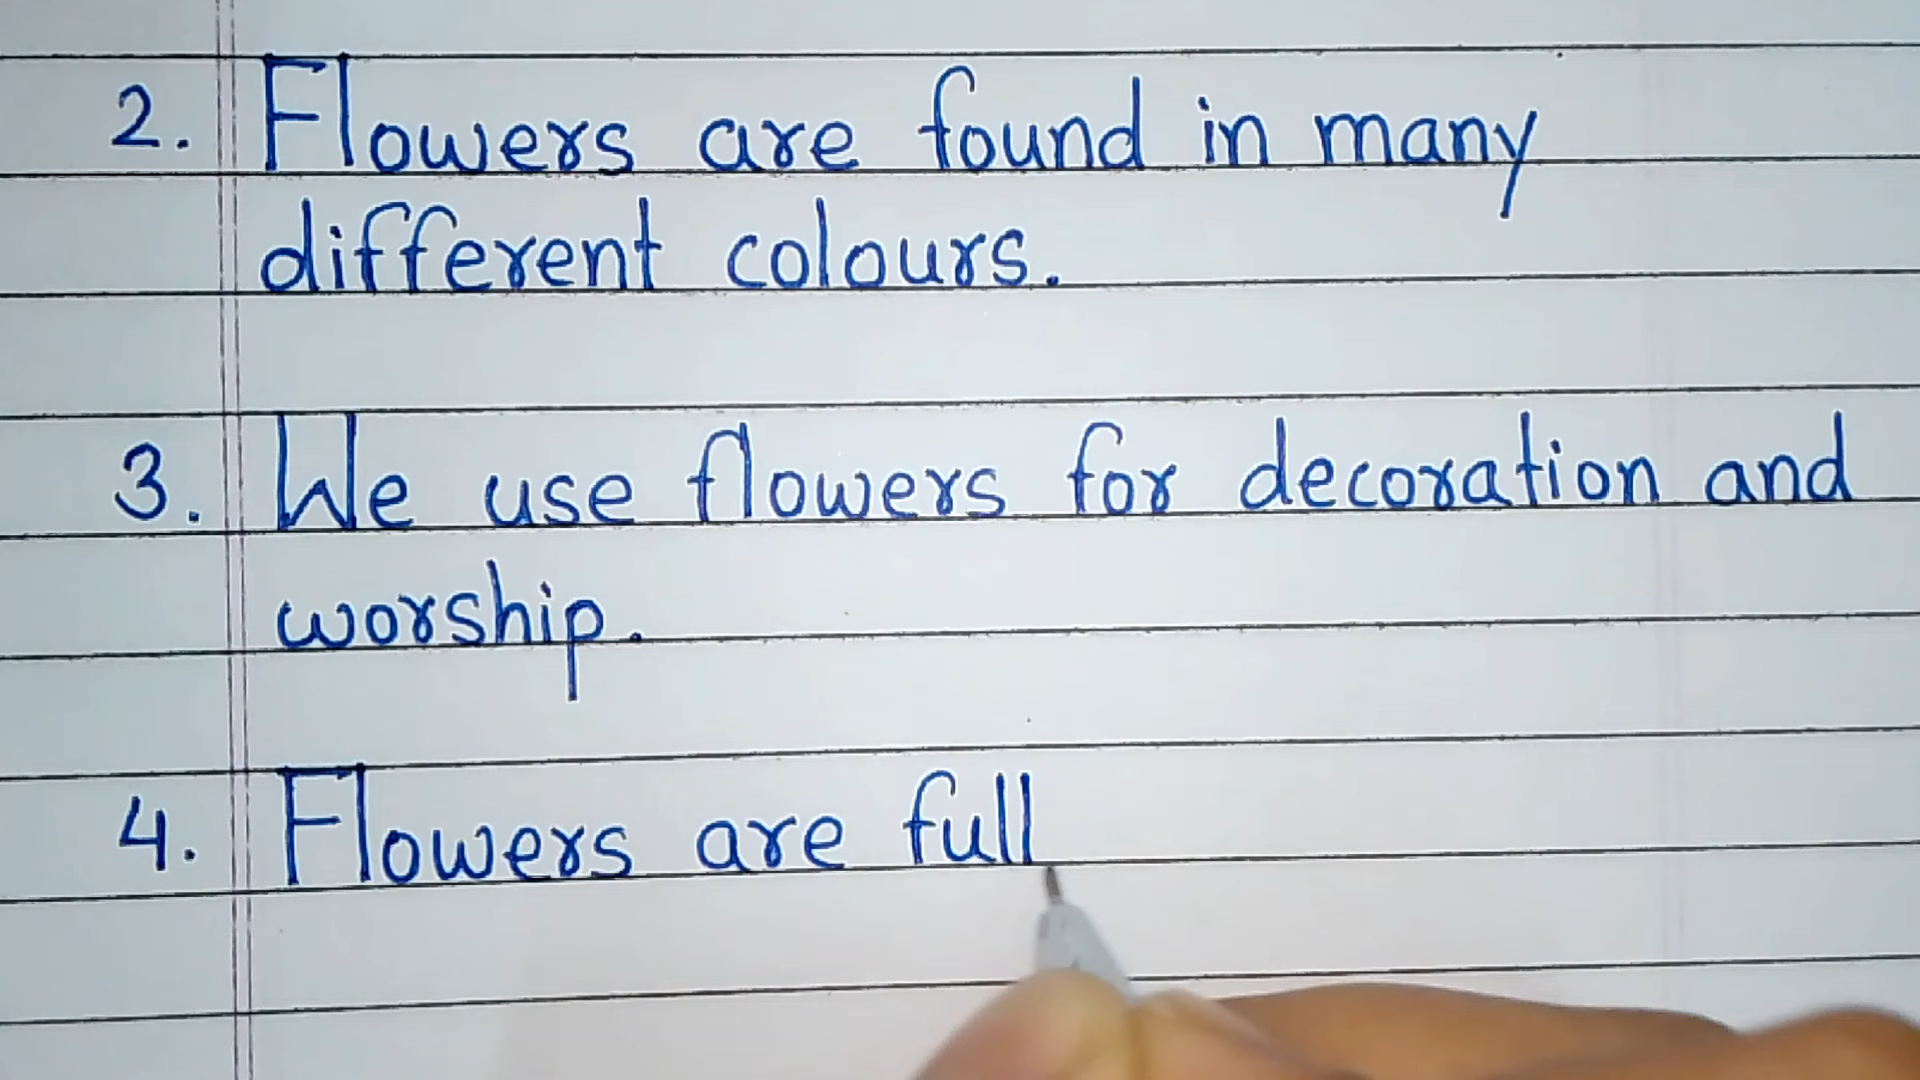 2. Flowers are found in many
different colours.
3. We use flowers for decoration and
worship.
4. Flowers are full